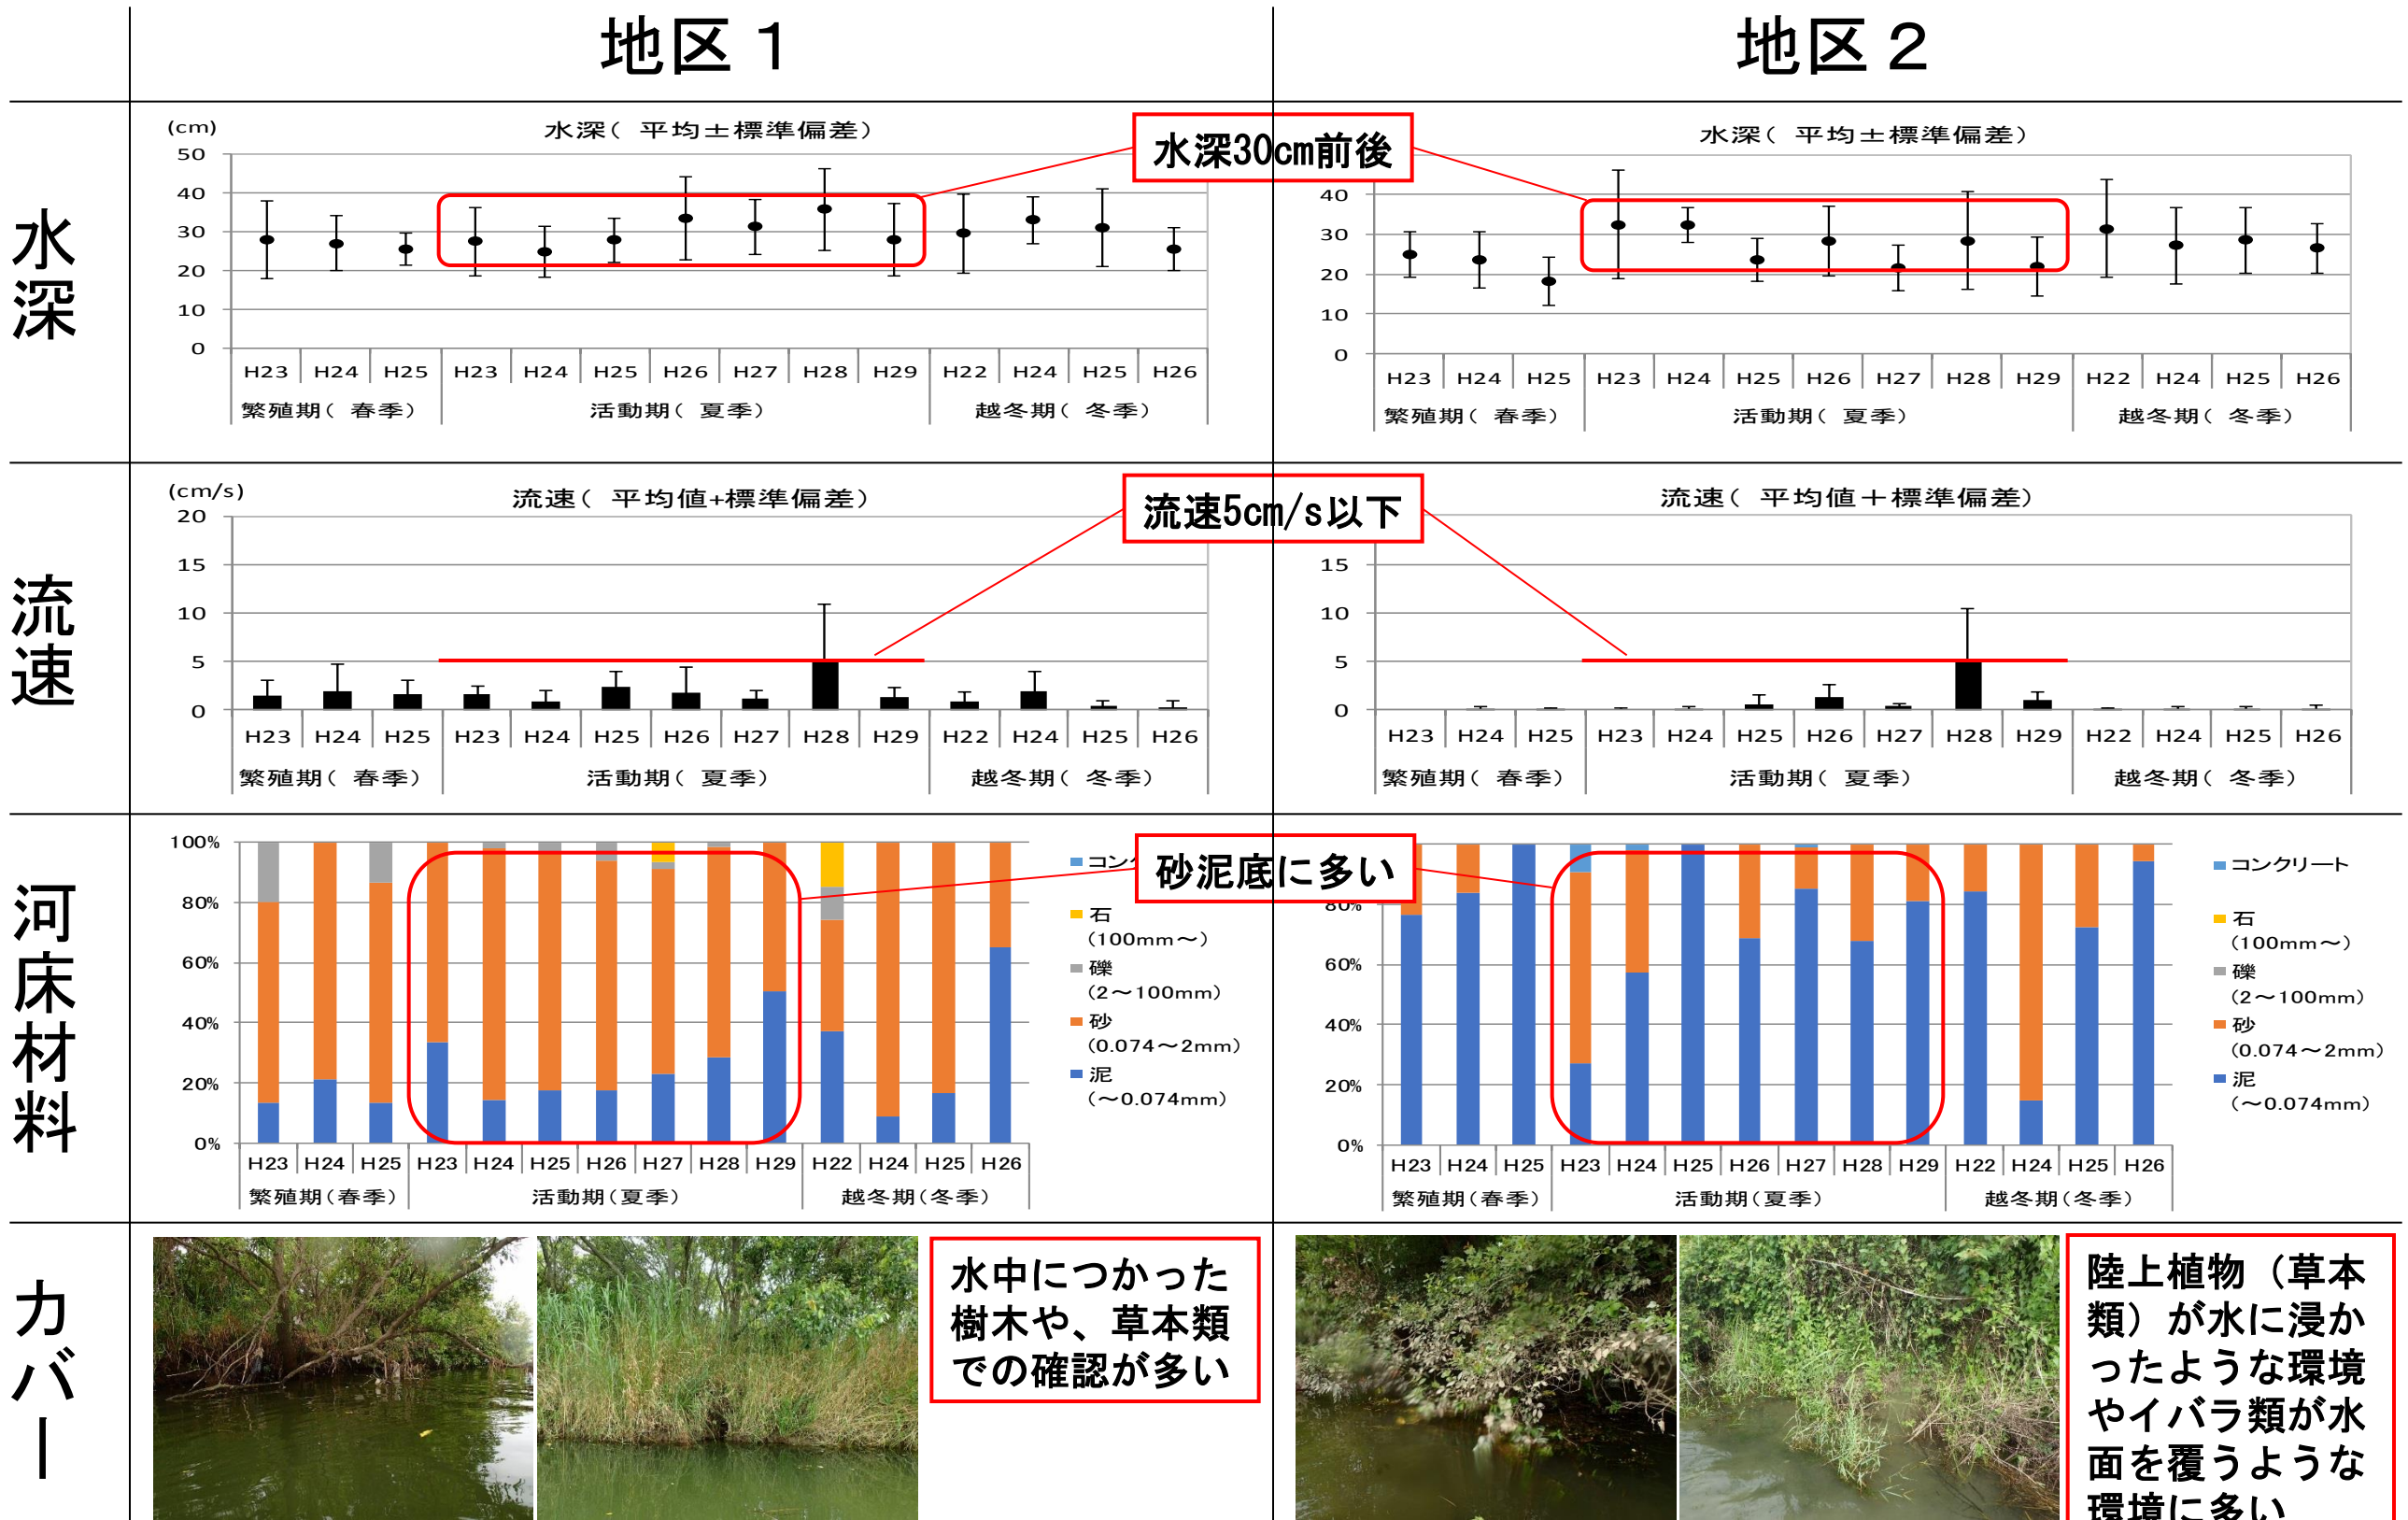 地区１
地区２
水深
(cm)
水深（ 平均±標準偏差）
50
40
30
20
10
0
H23 H24 H25 H23 H24 H25 H26 H27 H28 H29 H22 H24 H25 H26
繁殖期（ 春季） 活動期（ 夏季） 越冬期（ 冬季）
水深30cm前後
水深（ 平均±標準偏差）
40
30
20
10
0
H23 H24 H25 H23 H24 H25 H26 H27 H28 H29 H22 H24 H25 H26
繁殖期（ 春季） 活動期（ 夏季） 越冬期（ 冬季）
流速
(cm/s)
流速（ 平均値+標準偏差）
20
15
10
5
0
H23 H24 H25 H23 H24 H25 H26 H27 H28 H29 H22 H24 H25 H26
繁殖期（ 春季） 活動期（ 夏季） 越冬期（ 冬季）
流速5cm/s以下
流速（ 平均値＋標準偏差）
15
10
5
0
H23 H24 H25 H23 H24 H25 H26 H27 H28 H29 H22 H24 H25 H26
繁殖期（ 春季） 活動期（ 夏季） 越冬期（ 冬季）
河床材料
100%
80%
60%
40%
20%
0%
H23 H24 H25 H23 H24 H25 H26 H27 H28 H29 H22 H24 H25 H26
繁殖期（春季） 活動期（夏季） 越冬期（冬季）
石
（100mm～）
礫
（2～100mm）
砂
（0.074～2mm）
泥
（～0.074mm）
砂泥底に多い
80%
60%
40%
20%
0%
H23 H24 H25 H23 H24 H25 H26 H27 H28 H29 H22 H24 H25 H26
繁殖期（春季） 活動期（夏季） 越冬期（冬季）
コンクリート
石
（100mm～）
礫
（2～100mm）
砂
（0.074～2mm）
泥
（～0.074mm）
カバー
水中につかった
樹木や、草本類
での確認が多い
陸上植物（草本
類）が水に浸か
ったような環境
やイバラ類が水
面を覆うような
環境に多い